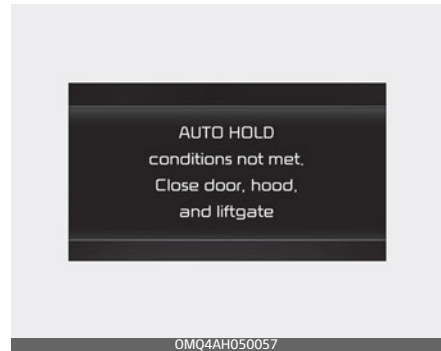 AUTO HOLD
conditions not met.
Close door, hood,
and liftgate
OMQ4AH050057